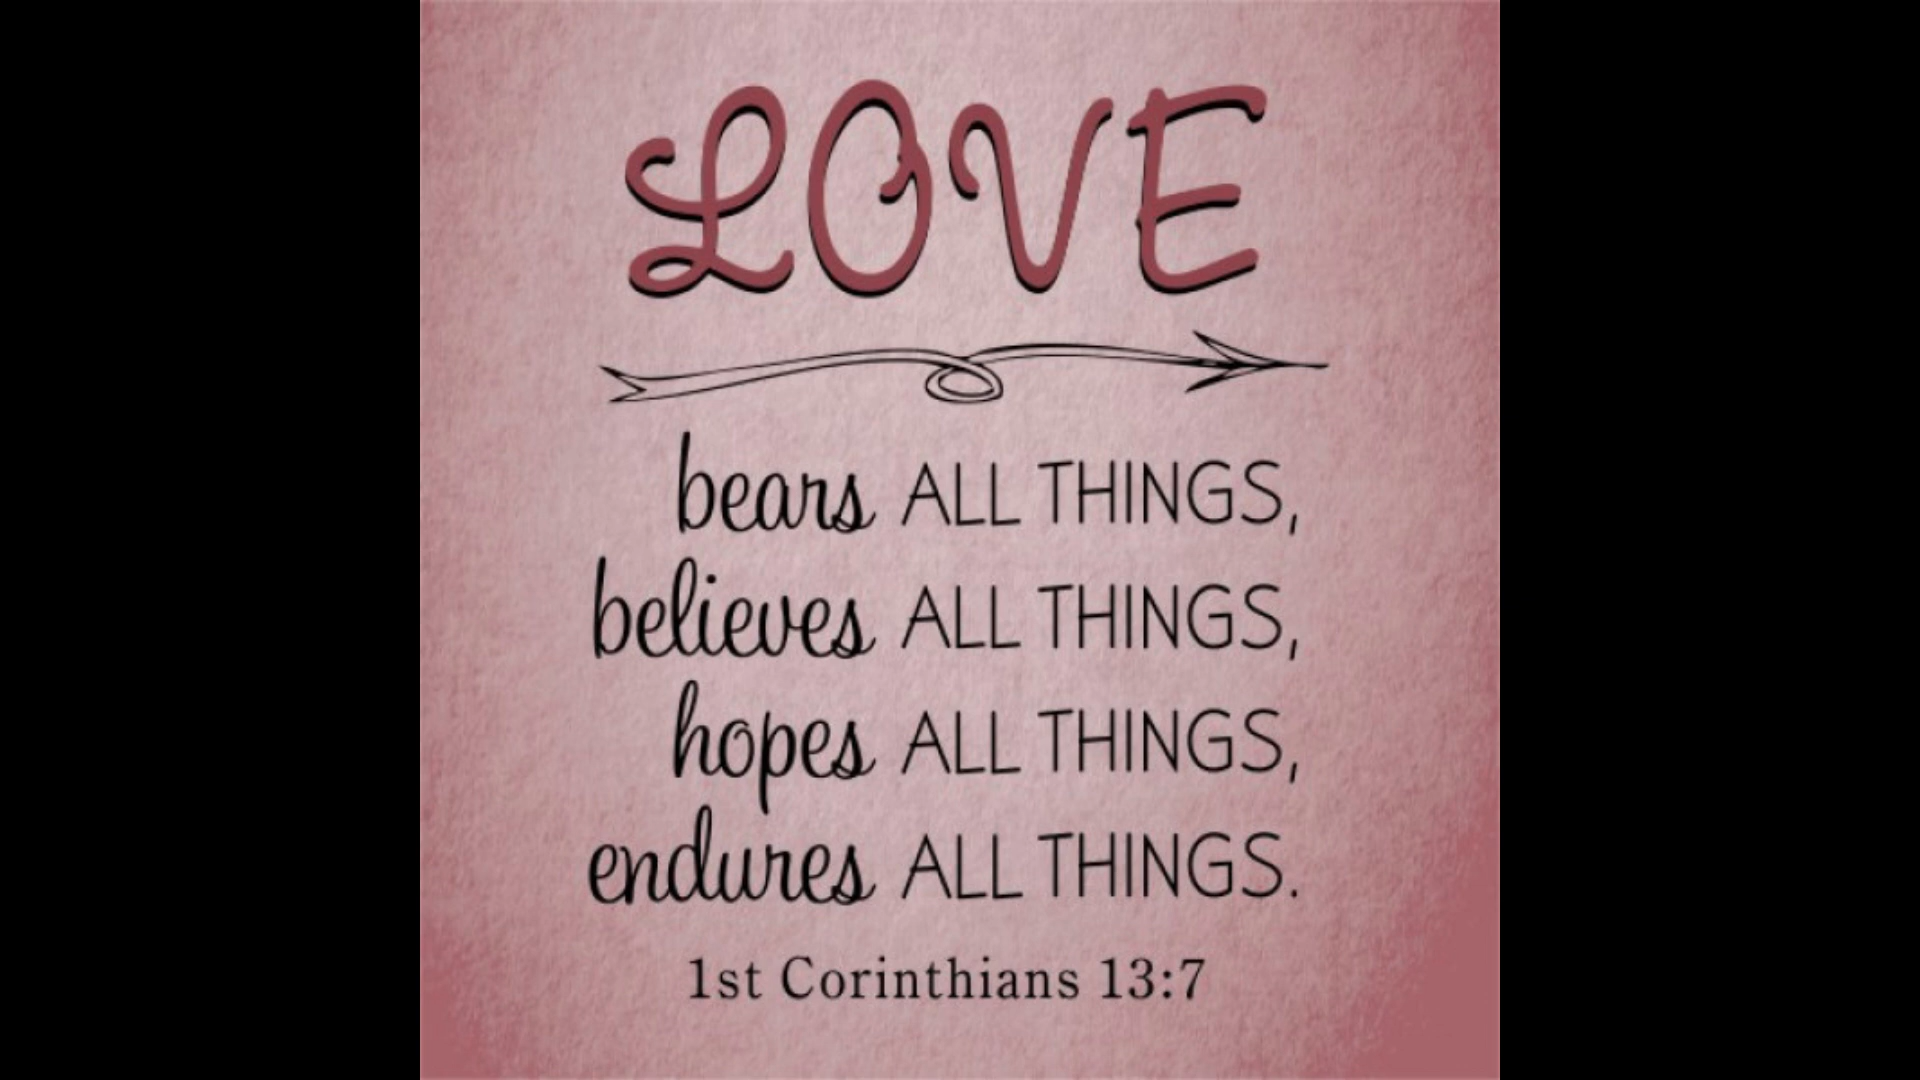 LOVE
bears ALL THINGS,
believes ALL THINGS,
hopes ALL THINGS,
endures ALL THINGS.
1st Corinthians 13:7